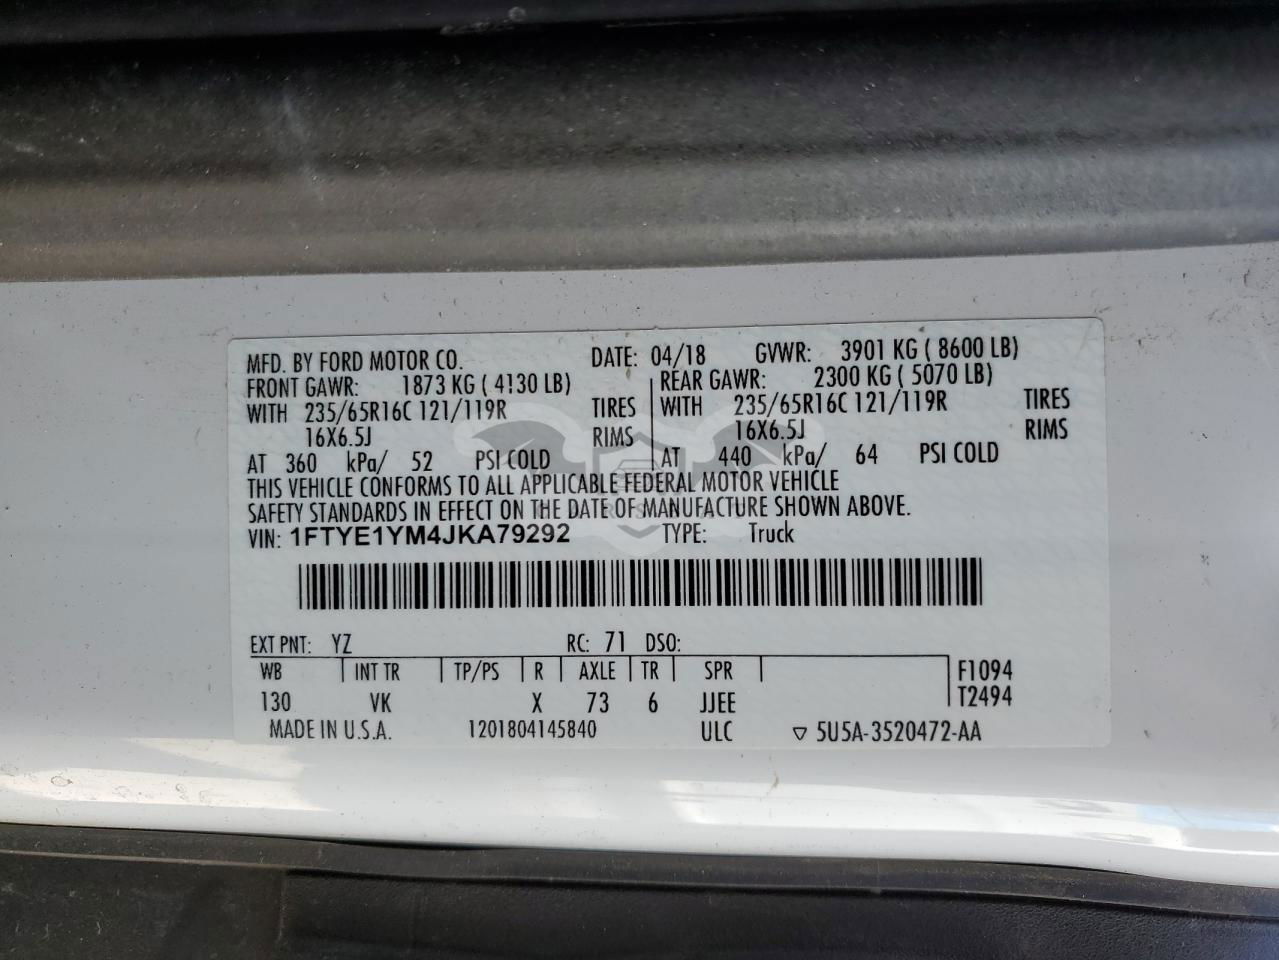 MFD. BY FORD MOTOR CO. DATE: 04/18 GVWR: 3901 KG ( 8600 LB)
FRONT GAWR: 1873 KG ( 4130 LB) REAR GAWR: 2300 KG ( 5070 LB)
WITH 235/65R16C 121/119R TIRES WITH 235/65R16C 121/119R TIRES
16X6.5J RIMS 16X6.5J RIMS
AT 360 kPa/ 52 PSI COLD AT 440 kPa/ 64 PSI COLD
THIS VEHICLE CONFORMS TO ALL APPLICABLE FEDERAL MOTOR VEHICLE
SAFETY STANDARDS IN EFFECT ON THE DATE OF MANUFACTURE SHOWN ABOVE.
VIN: 1FTYE1YM4JKA79292 TYPE: Truck
EXT PNT: YZ RC: 71 DSO:
WB INT TR TP/PS R AXLE TR SPR F1094
130 VK X 73 6 JJEE T2494
MADE IN U.S.A. 1201804145840 ULC ▽ 5U5A-3520472-AA